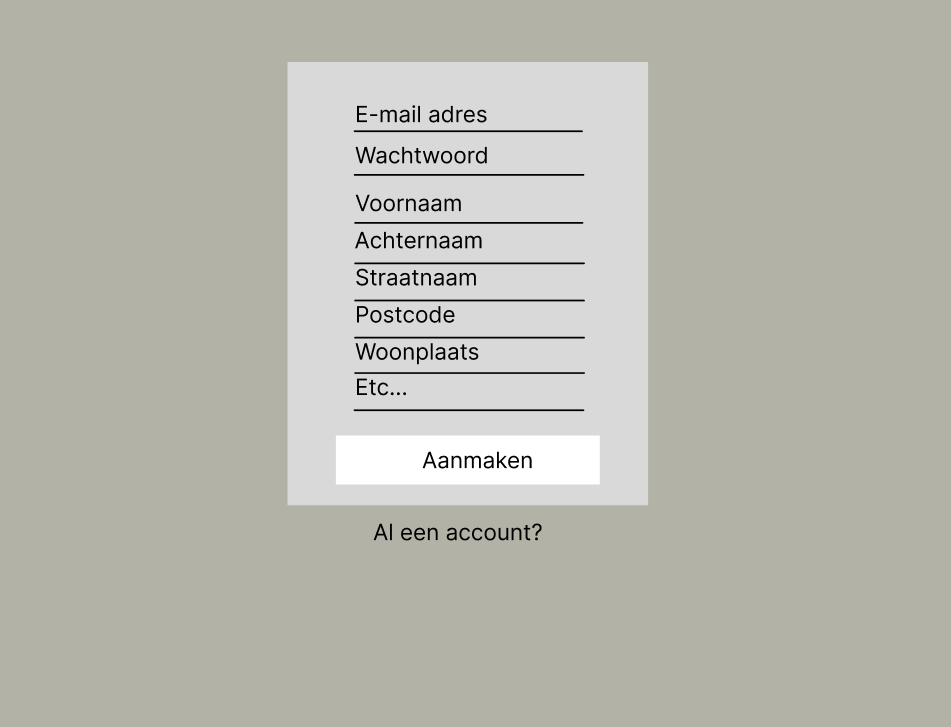 E-mail adres
Wachtwoord
Voornaam
Achternaam
Straatnaam
Postcode
Woonplaats
Etc...
Aanmaken
Al een account?